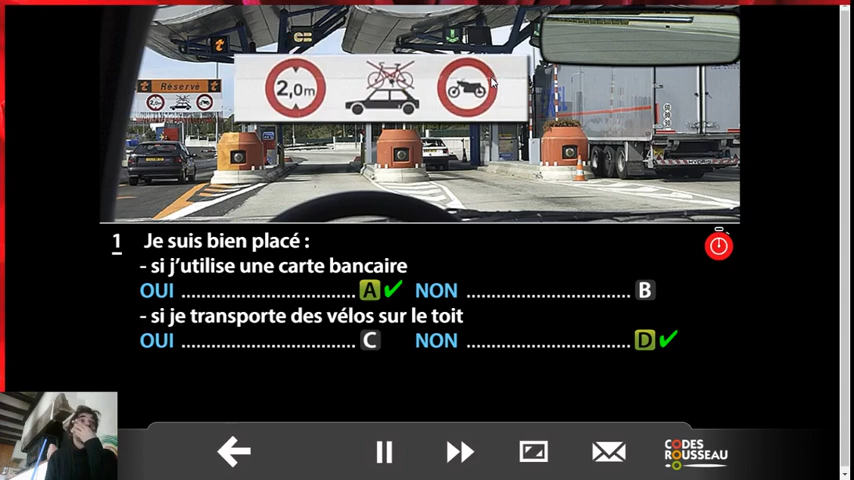 Réservé
2,0m
1 Je suis bien placé :
- si j'utilise une carte bancaire
OUI ........................................ A ✔ NON ........................................ B
- si je transporte des vélos sur le toit
OUI ........................................ C NON ........................................ D ✔
CODES
ROUSSEAU